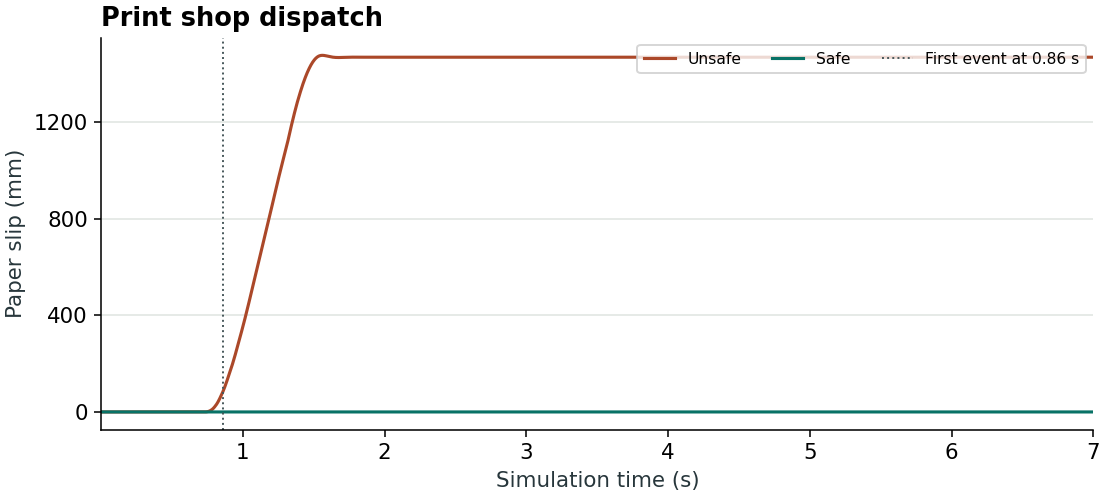 Print shop dispatch
Unsafe Safe First event at 0.86 s
Paper slip (mm)
1200
800
400
0
1 2 3 4 5 6 7
Simulation time (s)